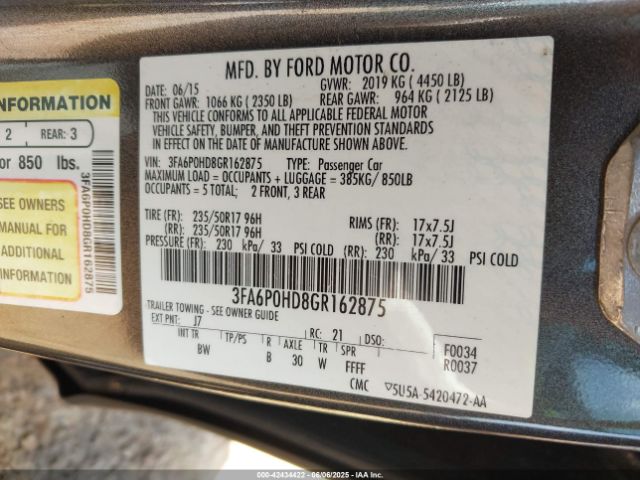 INFORMATION
2 REAR: 3
or 850 lbs.
SEE OWNERS
MANUAL FOR
ADDITIONAL
INFORMATION
3FA6P0HD8GR162875
MFD. BY FORD MOTOR CO.
DATE: 06/15 GVWR: 2019 KG ( 4450 LB)
FRONT GAWR: 1066 KG ( 2350 LB) REAR GAWR: 964 KG ( 2125 LB)
THIS VEHICLE CONFORMS TO ALL APPLICABLE FEDERAL MOTOR
VEHICLE SAFETY, BUMPER, AND THEFT PREVENTION STANDARDS
IN EFFECT ON THE DATE OF MANUFACTURE SHOWN ABOVE.
VIN: 3FA6P0HD8GR162875 TYPE: Passenger Car
MAXIMUM LOAD = OCCUPANTS + LUGGAGE = 385KG/ 850LB
OCCUPANTS = 5 TOTAL; 2 FRONT, 3 REAR
TIRE (FR): 235/50R17 96H RIMS (FR): 17x7.5J
(RR): 235/50R17 96H (RR): 17x7.5J
PRESSURE (FR): 230 kPa/ 33 PSI COLD (RR): 230 kPa/ 33 PSI COLD
3FA6P0HD8GR162875
TRAILER TOWING - SEE OWNER GUIDE
EXT PNT: J7 RC: 21 DSO:
INT TR TP/PS R AXLE TR SPR F0034
BW B 30 W FFFF R0037
CMC 5U5A-5420472-AA
000-42434422 | 06/06/2025 | IAAI.COM